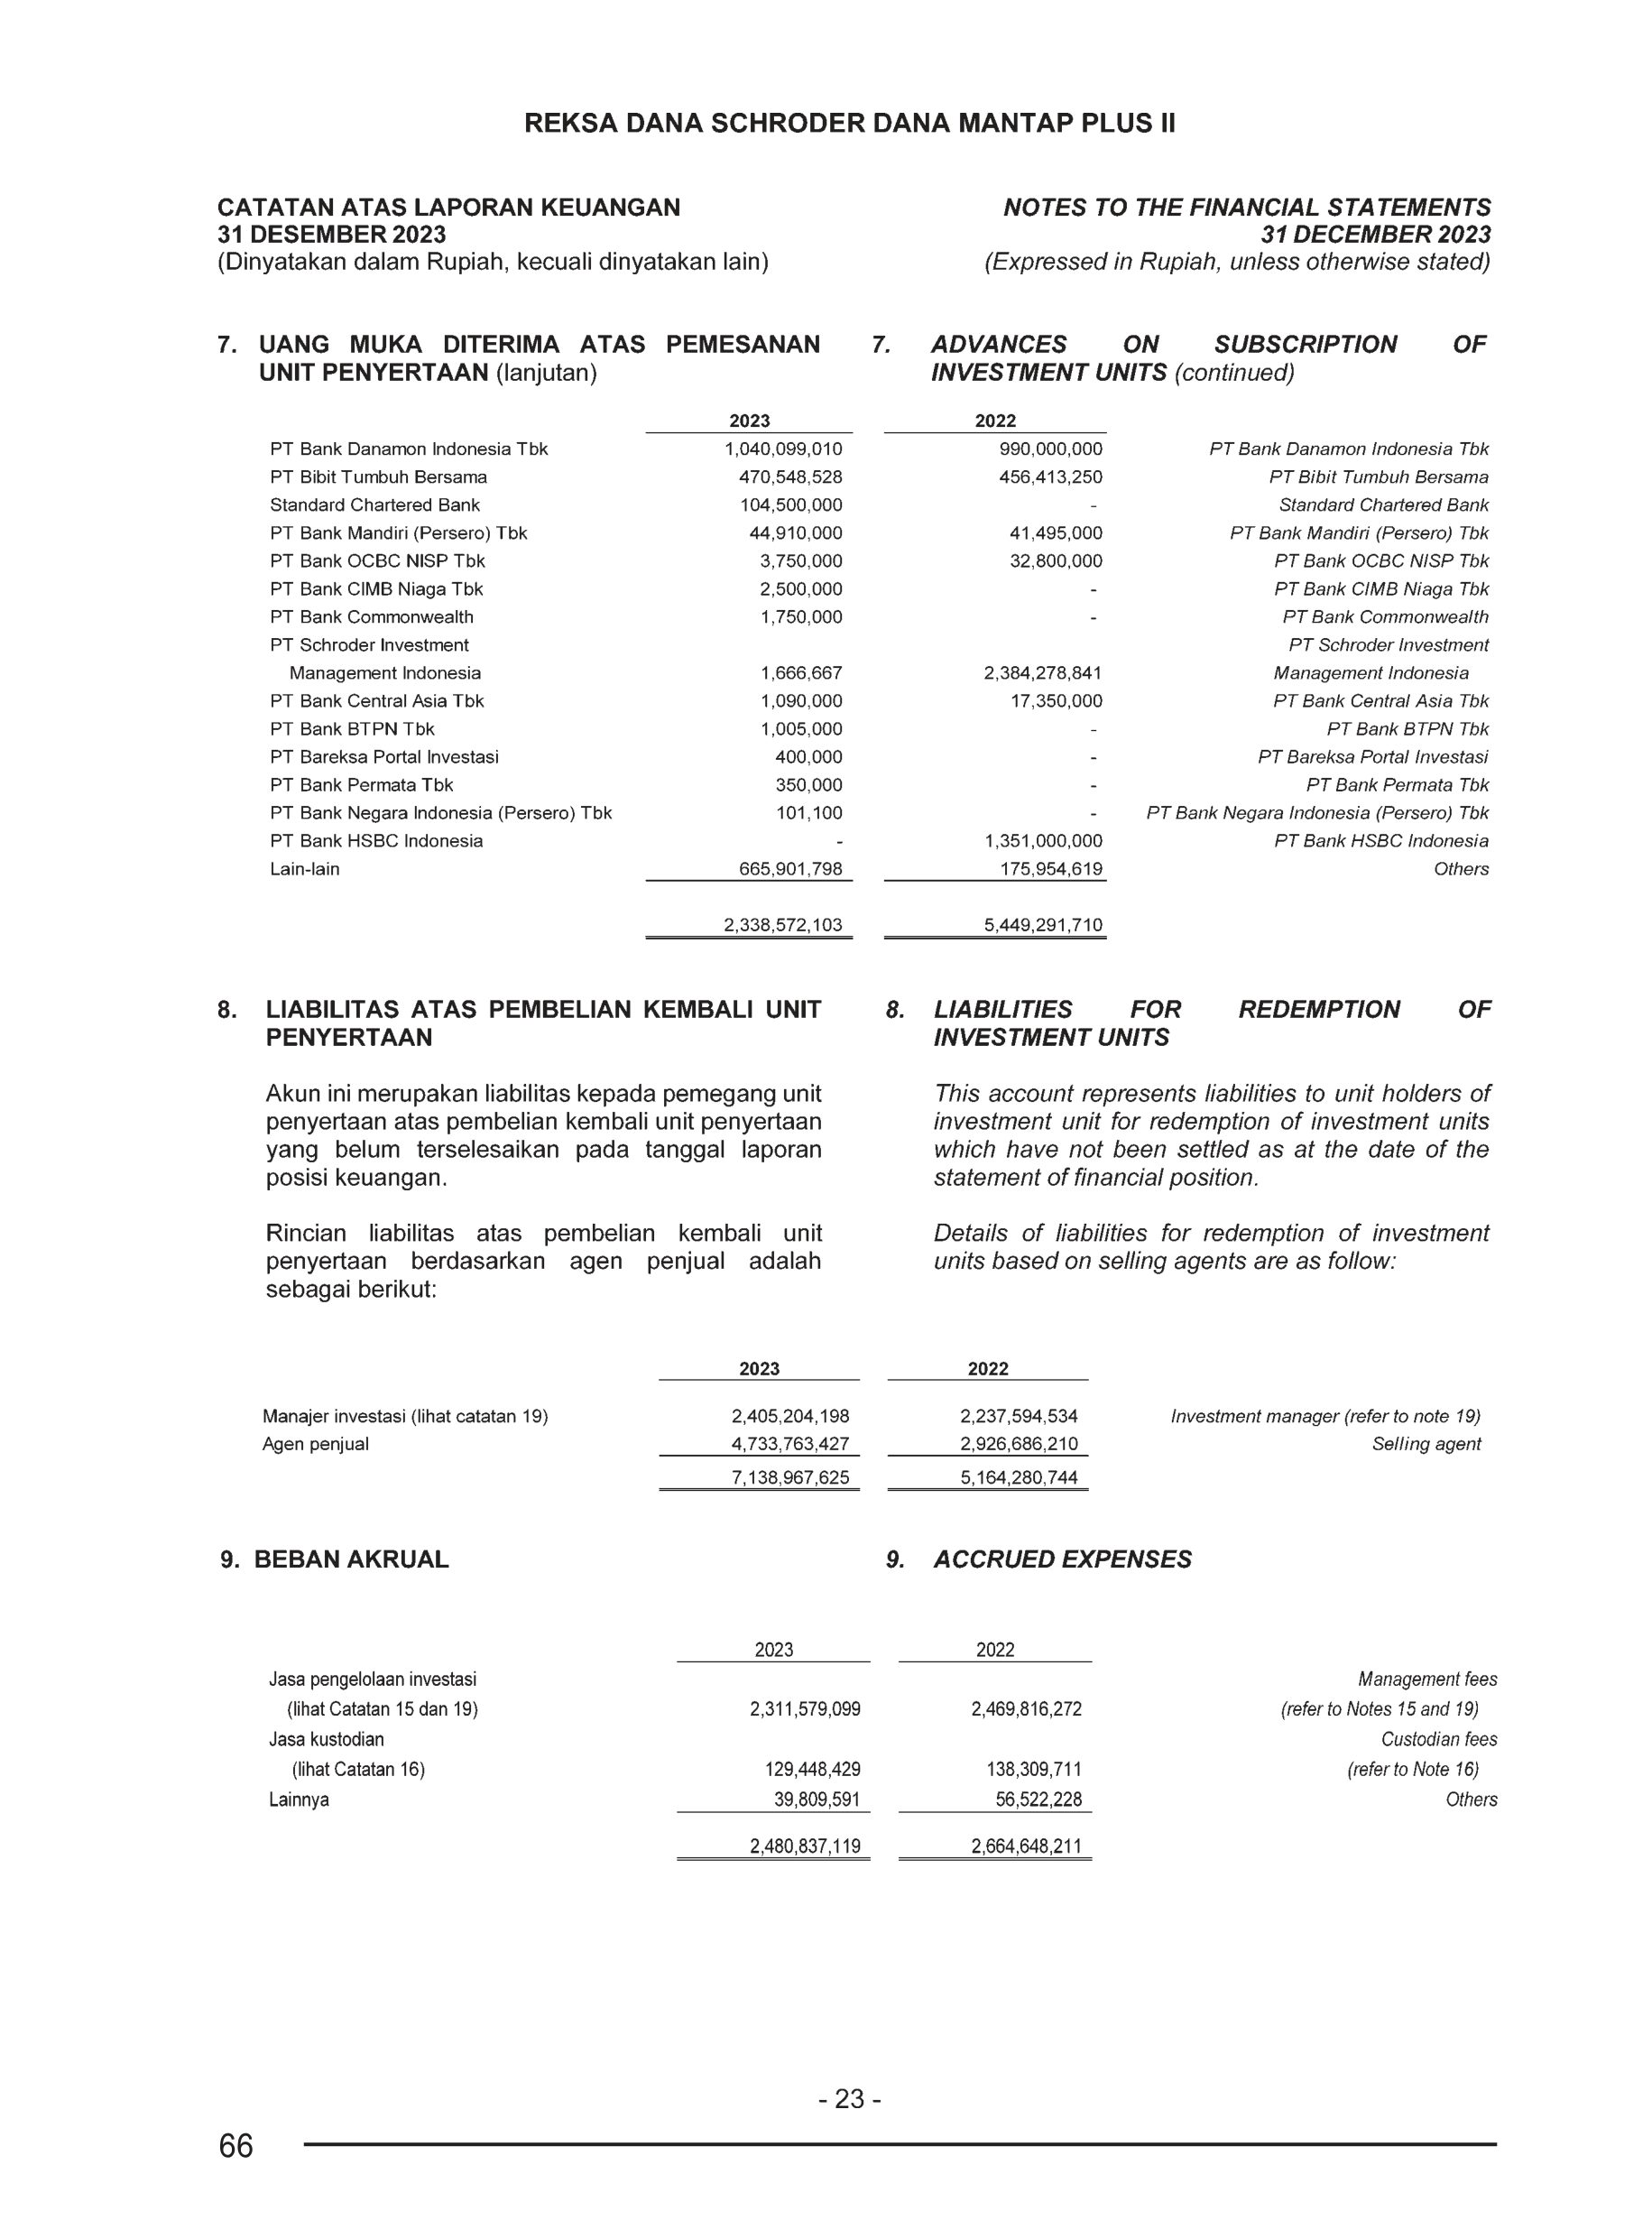 REKSA DANA SCHRODER DANA MANTAP PLUS II
CATATAN ATAS LAPORAN KEUANGAN
31 DESEMBER 2023
(Dinyatakan dalam Rupiah, kecuali dinyatakan lain)
NOTES TO THE FINANCIAL STATEMENTS
31 DECEMBER 2023
(Expressed in Rupiah, unless otherwise stated)
7. UANG MUKA DITERIMA ATAS PEMESANAN
UNIT PENYERTAAN (lanjutan)
7. ADVANCES ON SUBSCRIPTION OF
INVESTMENT UNITS (continued)
2023 2022
PT Bank Danamon Indonesia Tbk 1,040,099,010 990,000,000 PT Bank Danamon Indonesia Tbk
PT Bibit Tumbuh Bersama 470,548,528 456,413,250 PT Bibit Tumbuh Bersama
Standard Chartered Bank 104,500,000 - Standard Chartered Bank
PT Bank Mandiri (Persero) Tbk 44,910,000 41,495,000 PT Bank Mandiri (Persero) Tbk
PT Bank OCBC NISP Tbk 3,750,000 32,800,000 PT Bank OCBC NISP Tbk
PT Bank CIMB Niaga Tbk 2,500,000 - PT Bank CIMB Niaga Tbk
PT Bank Commonwealth 1,750,000 - PT Bank Commonwealth
PT Schroder Investment PT Schroder Investment
Management Indonesia 1,666,667 2,384,278,841 Management Indonesia
PT Bank Central Asia Tbk 1,090,000 17,350,000 PT Bank Central Asia Tbk
PT Bank BTPN Tbk 1,005,000 - PT Bank BTPN Tbk
PT Bareksa Portal Investasi 400,000 - PT Bareksa Portal Investasi
PT Bank Permata Tbk 350,000 - PT Bank Permata Tbk
PT Bank Negara Indonesia (Persero) Tbk 101,100 - PT Bank Negara Indonesia (Persero) Tbk
PT Bank HSBC Indonesia - 1,351,000,000 PT Bank HSBC Indonesia
Lain-lain 665,901,798 175,954,619 Others
2,338,572,103 5,449,291,710
8. LIABILITAS ATAS PEMBELIAN KEMBALI UNIT
PENYERTAAN
Akun ini merupakan liabilitas kepada pemegang unit
penyertaan atas pembelian kembali unit penyertaan
yang belum terselesaikan pada tanggal laporan
posisi keuangan.
Rincian liabilitas atas pembelian kembali unit
penyertaan berdasarkan agen penjual adalah
sebagai berikut:
8. LIABILITIES FOR REDEMPTION OF
INVESTMENT UNITS
This account represents liabilities to unit holders of
investment unit for redemption of investment units
which have not been settled as at the date of the
statement of financial position.
Details of liabilities for redemption of investment
units based on selling agents are as follow:
2023 2022
Manajer investasi (lihat catatan 19) 2,405,204,198 2,237,594,534 Investment manager (refer to note 19)
Agen penjual 4,733,763,427 2,926,686,210 Selling agent
7,138,967,625 5,164,280,744
9. BEBAN AKRUAL
9. ACCRUED EXPENSES
2023 2022
Jasa pengelolaan investasi Management fees
(lihat Catatan 15 dan 19) 2,311,579,099 2,469,816,272 (refer to Notes 15 and 19)
Jasa kustodian Custodian fees
(lihat Catatan 16) 129,448,429 138,309,711 (refer to Note 16)
Lainnya 39,809,591 56,522,228 Others
2,480,837,119 2,664,648,211
- 23 -
66